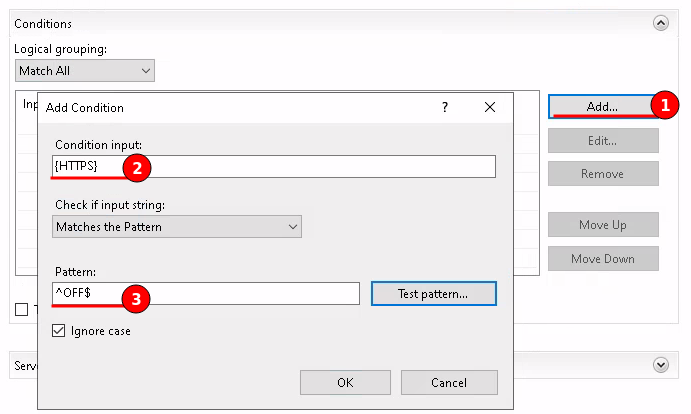 Conditions
Logical grouping:
Match All
Inp
Add...
1
Edit...
Remove
Move Up
Move Down
Add Condition
?
Condition input:
{HTTPS}
2
Check if input string:
Matches the Pattern
Pattern:
^OFF$
3
Test pattern...
Ignore case
OK
Cancel
T
Serve